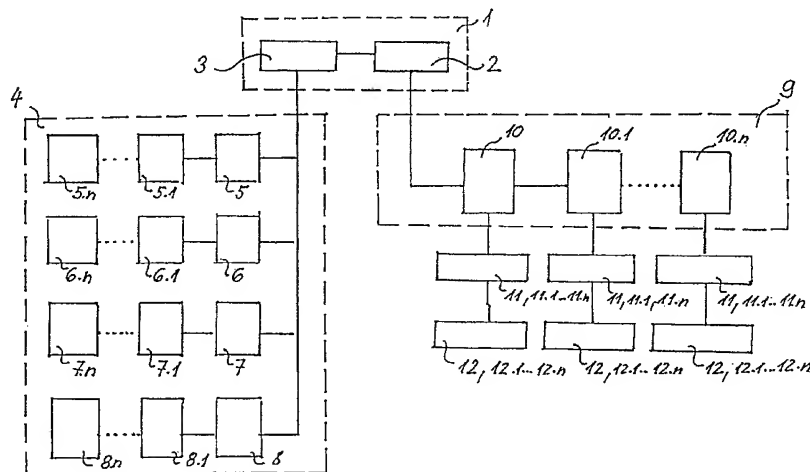 1
3 2
4
9
10 10.1 10.n
5.n 5.1 5
6.n 6.1 6
11, 11.1...11.n 11, 11.1, 11.n 11, 11.1...11n
7.n 7.1 7
12, 12.1...12.n 12, 12.1...12.n 12, 12.1...12.n
8.n 8.1 8